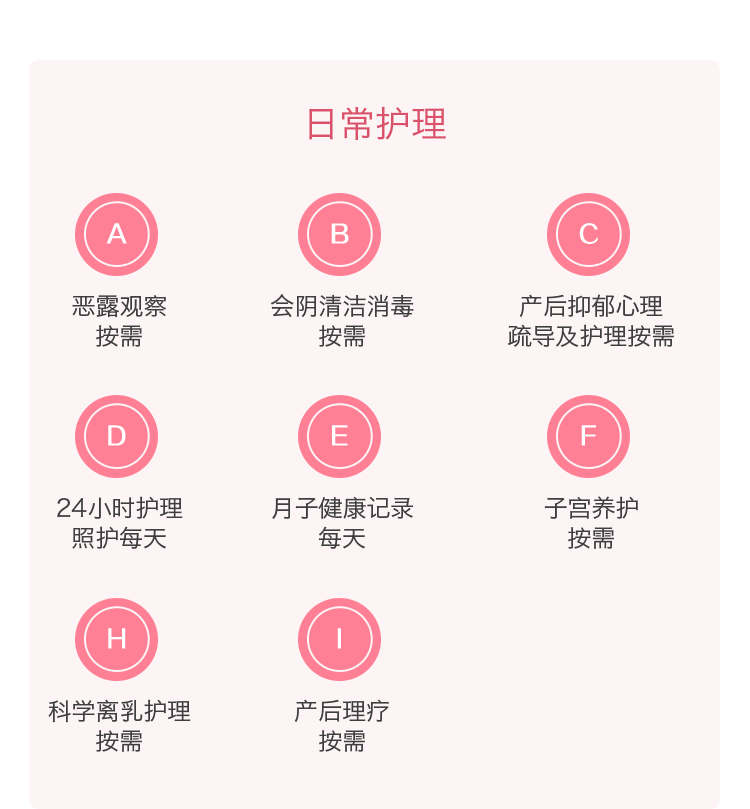 日常护理
A
恶露观察
按需
B
会阴清洁消毒
按需
C
产后抑郁心理
疏导及护理按需
D
24小时护理
照护每天
E
月子健康记录
每天
F
子宫养护
按需
H
科学离乳护理
按需
I
产后理疗
按需